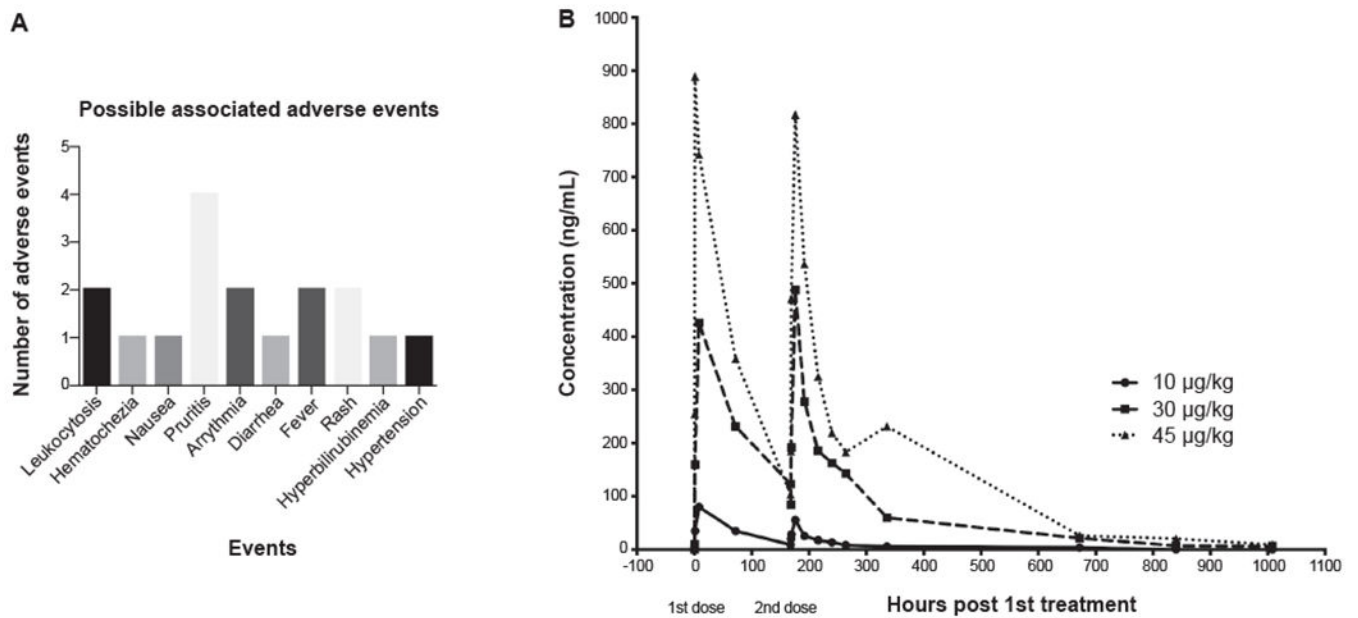 A
Possible associated adverse events
Number of adverse events
5
4
3
2
1
0
Leukocytosis
Hematochezia
Nausea
Pruritis
Arrythmia
Diarrhea
Fever
Rash
Hyperbilirubinemia
Hypertension
Events
B
Concentration (ng/mL)
1000
900
800
700
600
500
400
300
200
100
0
-100 0 100 200 300 400 500 600 700 800 900 1000 1100
1st dose 2nd dose
Hours post 1st treatment
10 µg/kg
30 µg/kg
45 µg/kg